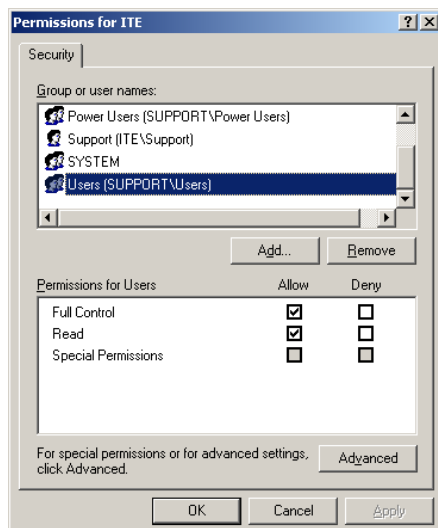 Permissions for ITE
Security
Group or user names:
Power Users (SUPPORT\Power Users)
Support (ITE\Support)
SYSTEM
Users (SUPPORT\Users)
Add... Remove
Permissions for Users Allow Deny
Full Control
Read
Special Permissions
For special permissions or for advanced settings,
click Advanced.
Advanced
OK Cancel Apply